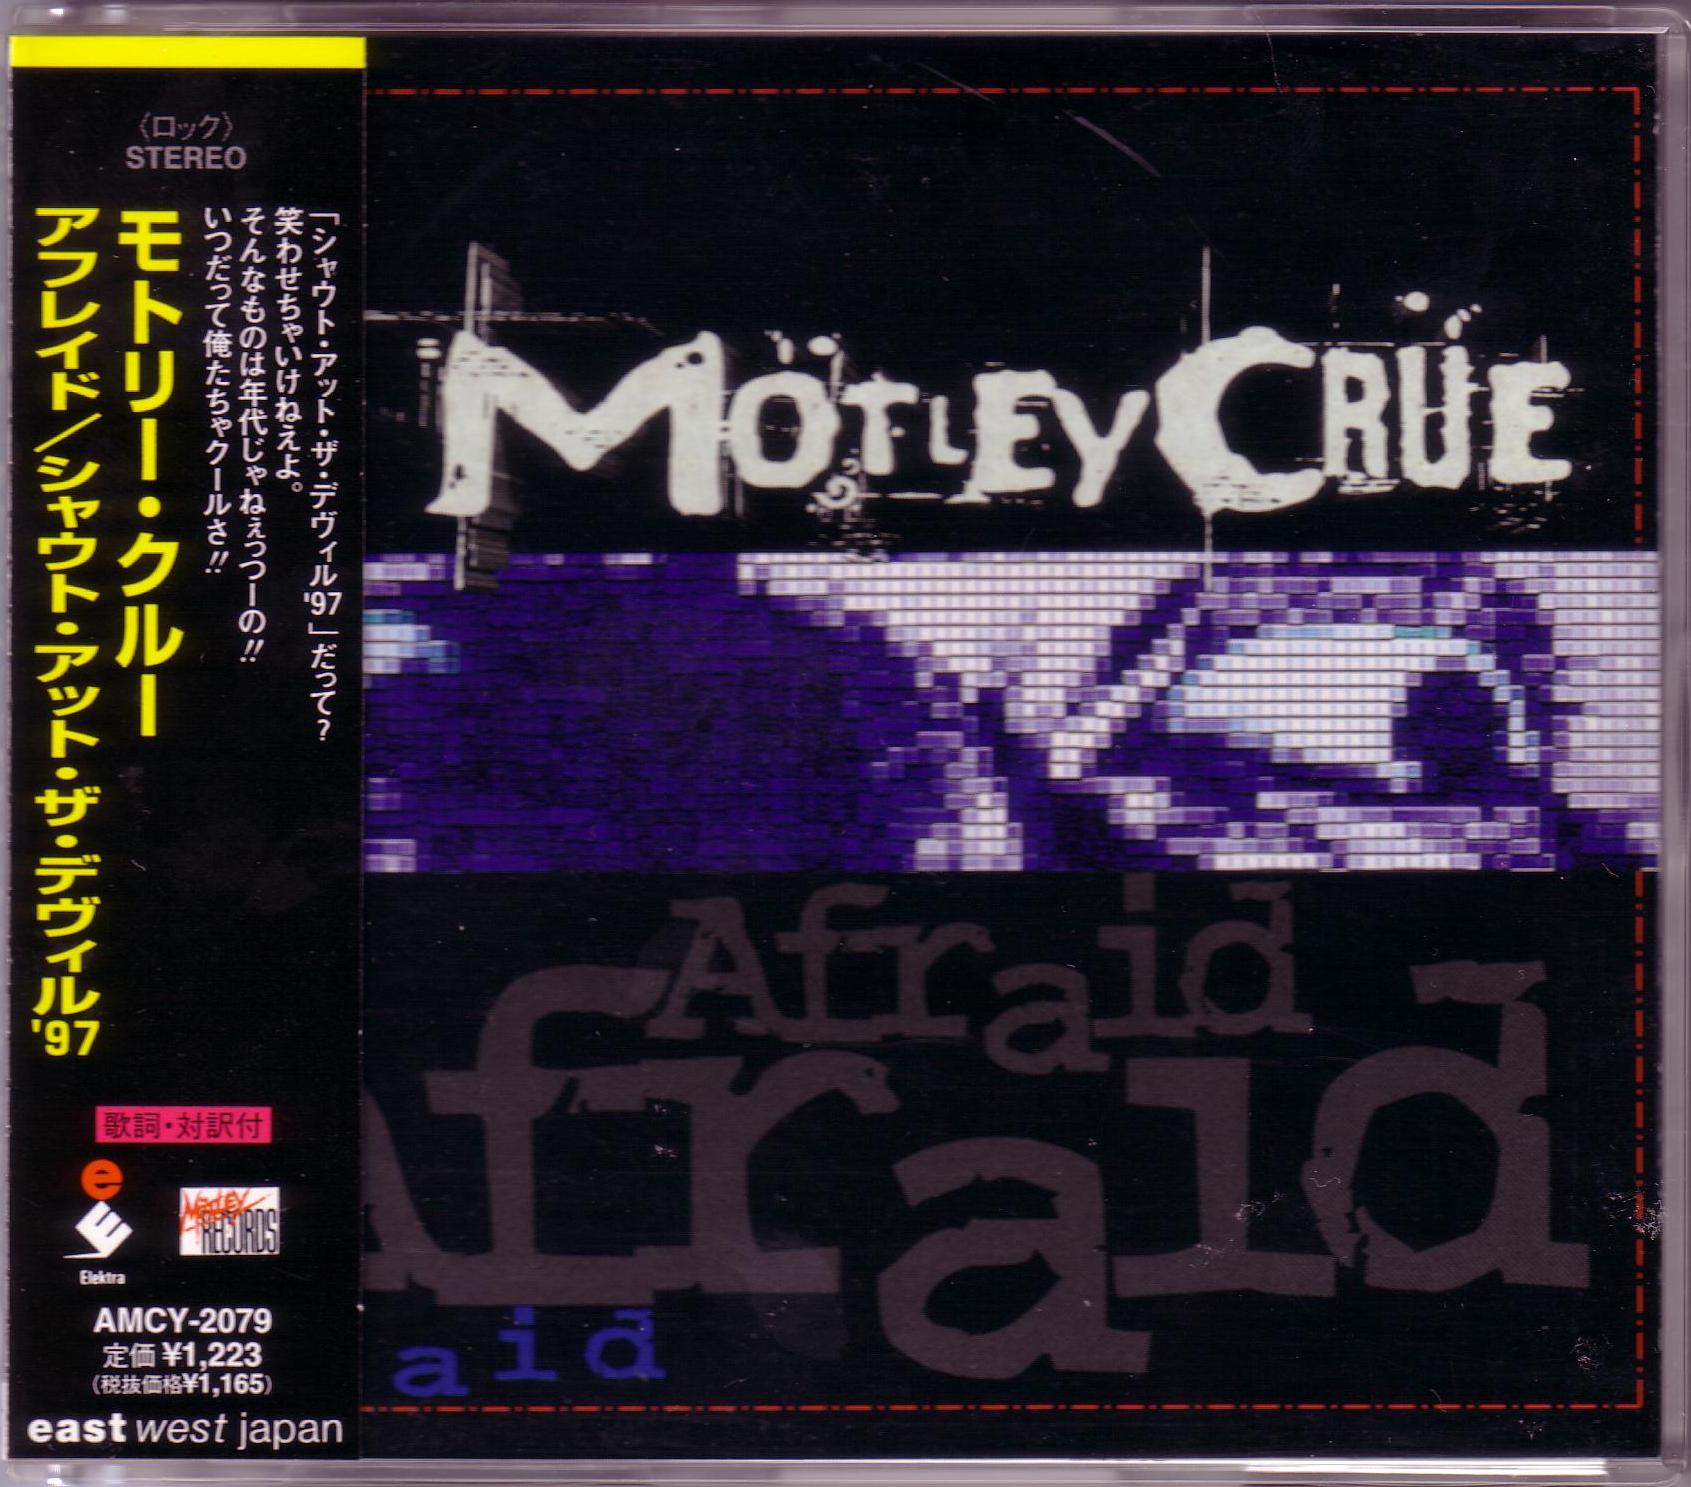 〈ロック〉
STEREO
「シャウト・アット・ザ・デヴィル'97」だって?
笑わせちゃいけねえよ。
そんなものは年代じゃねぇっつーの!!
いつだって俺たちゃクールさ!!
モトリー・クルー
アフレイド/シャウト・アット・ザ・デヴィル'97
歌詞・対訳付
e
Elektra
MÖTLEY
RECORDS
AMCY-2079
定価 ¥1,223
(税抜価格¥1,165)
east west japan
MÖTLEY CRÜE
Afraid
Afraid
aid